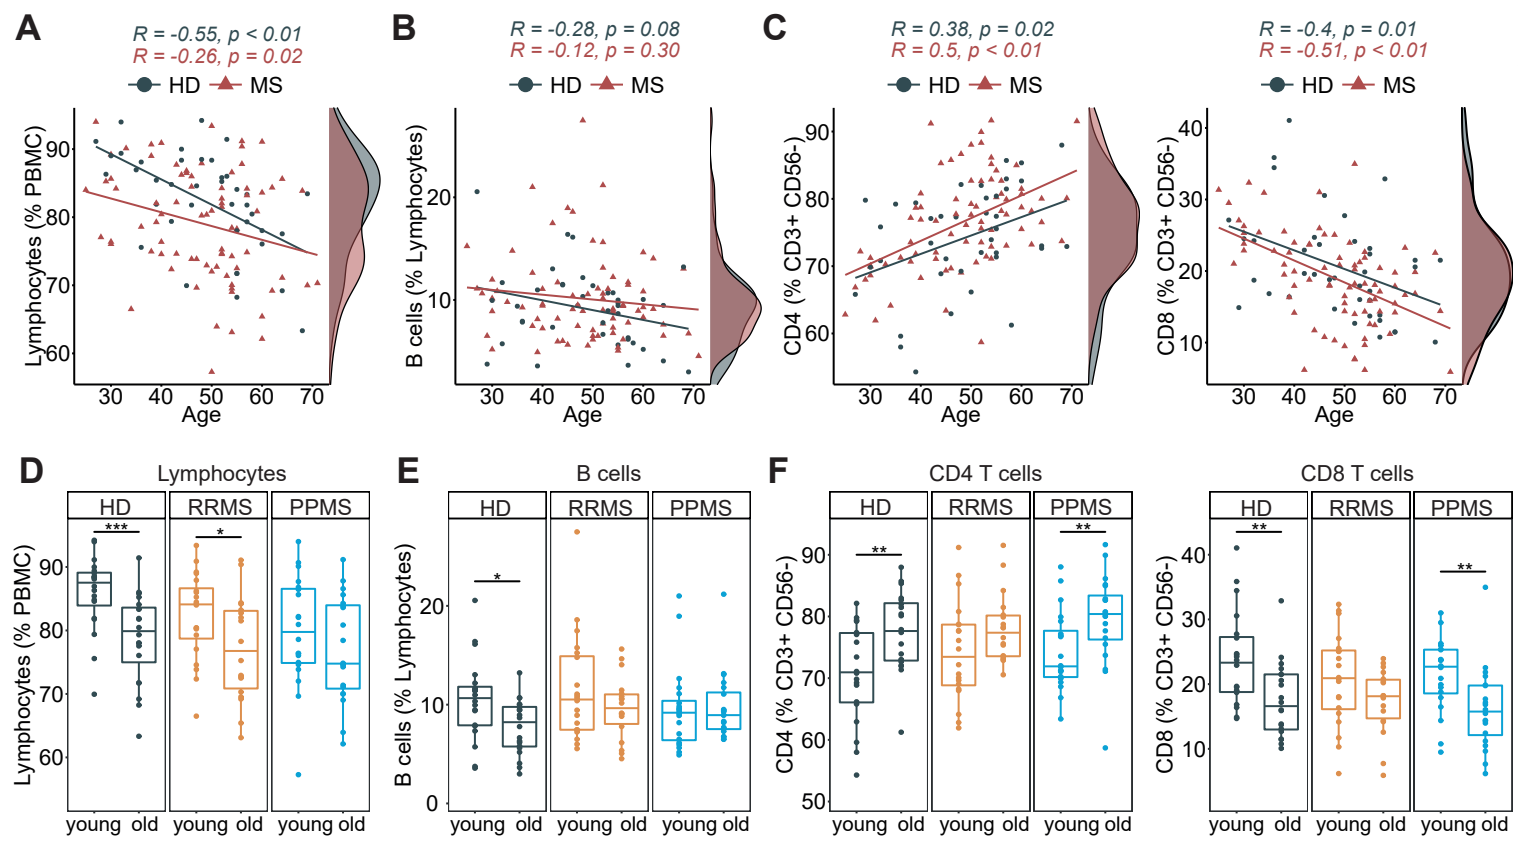 A
R = -0.55, p < 0.01
R = -0.26, p = 0.02
HD MS
Lymphocytes (% PBMC)
90
80
70
60
30 40 50 60 70
Age
B
R = -0.28, p = 0.08
R = -0.12, p = 0.30
HD MS
B cells (% Lymphocytes)
20
10
30 40 50 60 70
Age
C
R = 0.38, p = 0.02
R = 0.5, p < 0.01
HD MS
CD4 (% CD3+ CD56-)
90
80
70
60
30 40 50 60 70
Age
R = -0.4, p = 0.01
R = -0.51, p < 0.01
HD MS
CD8 (% CD3+ CD56-)
40
30
20
10
30 40 50 60 70
Age
D
Lymphocytes
HD RRMS PPMS
*** *
Lymphocytes (% PBMC)
90
80
70
60
young old young old young old
E
B cells
HD RRMS PPMS
*
B cells (% Lymphocytes)
20
10
0
young old young old young old
F
CD4 T cells
HD RRMS PPMS
** **
CD4 (% CD3+ CD56-)
90
80
70
60
50
young old young old young old
CD8 T cells
HD RRMS PPMS
** **
CD8 (% CD3+ CD56-)
40
30
20
10
young old young old young old